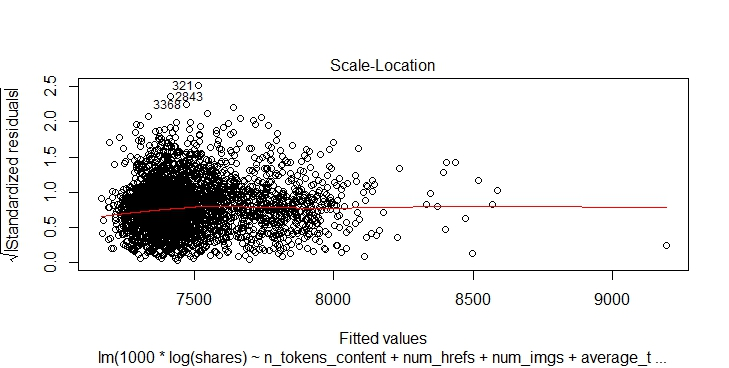 Scale-Location
√|Standardized residuals|
2.5
2.0
1.5
1.0
0.5
0.0
321
2843
3368
7500 8000 8500 9000
Fitted values
lm(1000 * log(shares) ~ n_tokens_content + num_hrefs + num_imgs + average_t ...